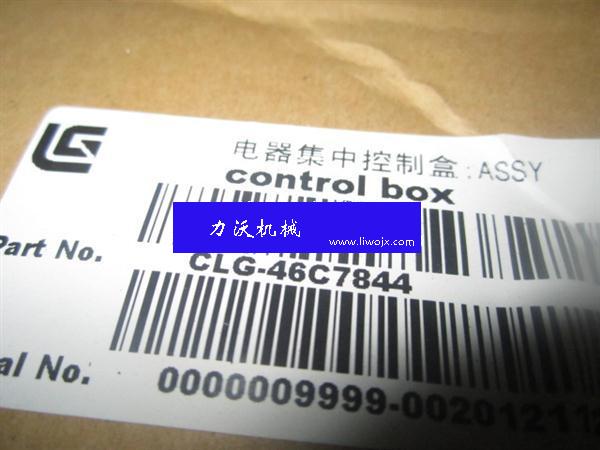 电器集中控制盒:ASSY
control box
力沃机械
www.liwojx.com
Part No.
CLG-46C7844
al No.
0000009999-0020121112